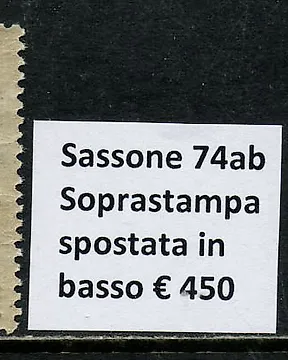 Sassone 74ab
Soprastampa
spostata in
basso € 450